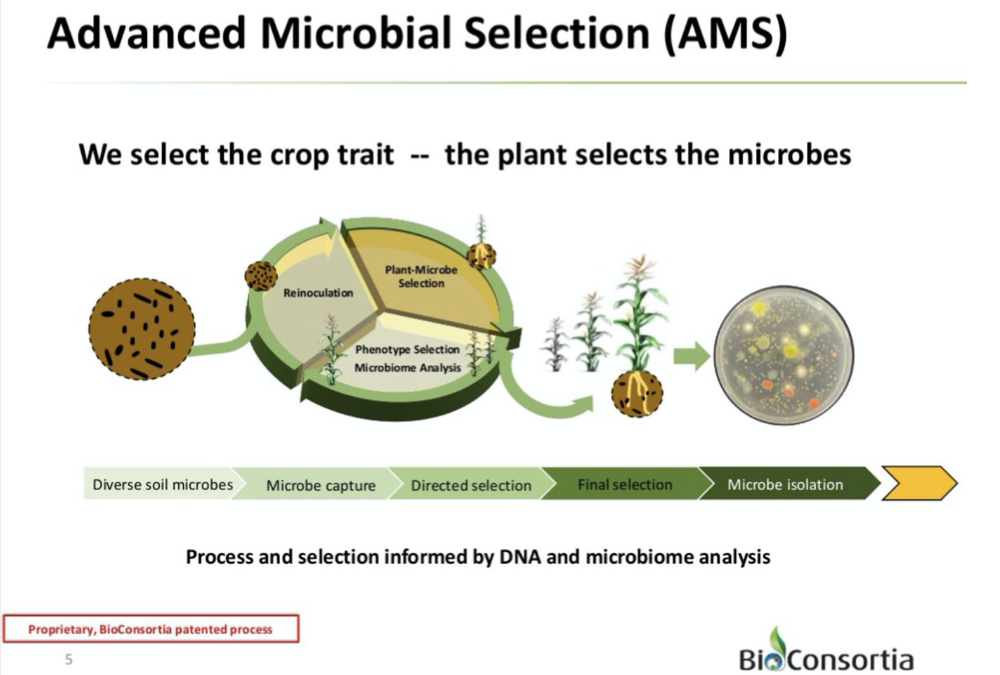 Advanced Microbial Selection (AMS)
We select the crop trait -- the plant selects the microbes
Plant-Microbe
Selection
Reinoculation
Phenotype Selection
Microbiome Analysis
Diverse soil microbes
Microbe capture
Directed selection
Final selection
Microbe isolation
Process and selection informed by DNA and microbiome analysis
Proprietary, BioConsortia patented process
5
BioConsortia